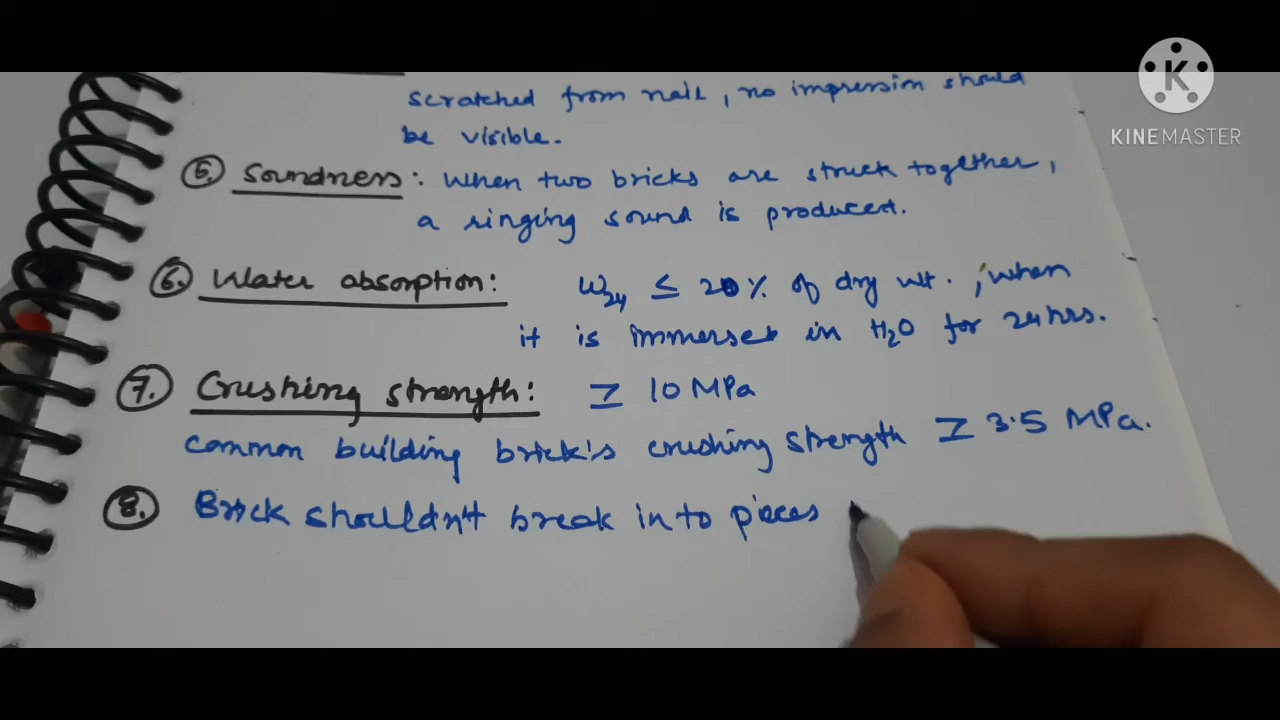 K
KINEMASTER
scratched from nail, no impression should
be visible.
5. Soundness: When two bricks are struck together,
a ringing sound is produced.
6. Water absorption: W24 ≤ 20% of dry wt. , when
it is immersed in H2O for 24hrs.
7. Crushing strength: ≥ 10 MPa
common building brick's crushing strength ≥ 3.5 MPa.
8. Brick shouldn't break into pieces